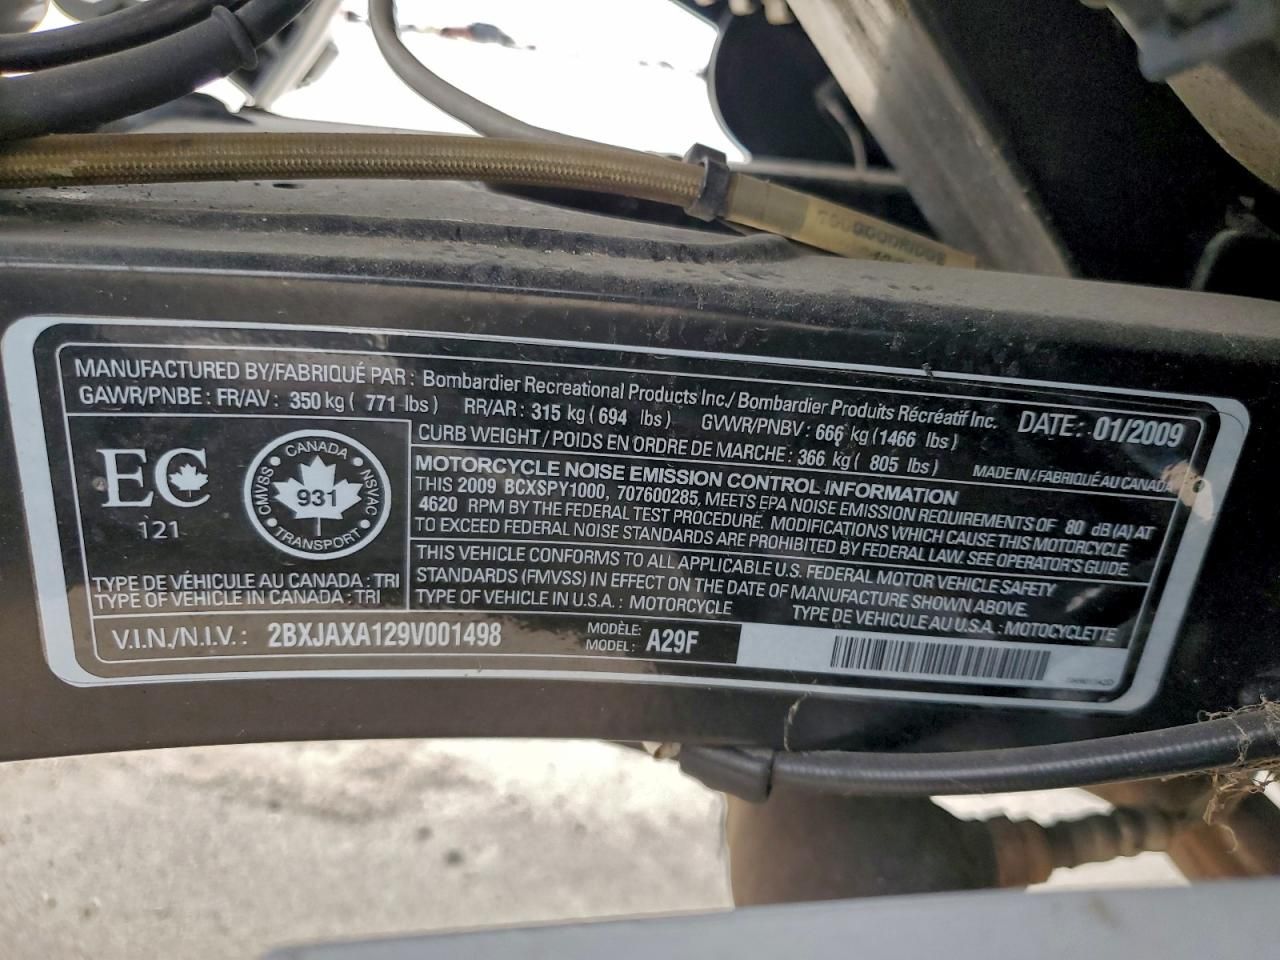 MANUFACTURED BY/FABRIQUÉ PAR : Bombardier Recreational Products Inc./ Bombardier Produits Récréatif Inc. DATE : 01/2009
GAWR/PNBE : FR/AV : 350 kg ( 771 lbs ) RR/AR : 315 kg ( 694 lbs ) GVWR/PNBV : 666 kg ( 1466 lbs )
CURB WEIGHT / POIDS EN ORDRE DE MARCHE : 366 kg ( 805 lbs ) MADE IN / FABRIQUÉ AU CANADA
EC
121
CANADA
CMVSS
931
NSVAC
TRANSPORT
MOTORCYCLE NOISE EMISSION CONTROL INFORMATION
THIS 2009 BCXSPY1000, 707600285, MEETS EPA NOISE EMISSION REQUIREMENTS OF 80 dB (A) AT
4620 RPM BY THE FEDERAL TEST PROCEDURE. MODIFICATIONS WHICH CAUSE THIS MOTORCYCLE
TO EXCEED FEDERAL NOISE STANDARDS ARE PROHIBITED BY FEDERAL LAW. SEE OPERATOR'S GUIDE.
TYPE DE VÉHICULE AU CANADA : TRI
TYPE OF VEHICLE IN CANADA : TRI
THIS VEHICLE CONFORMS TO ALL APPLICABLE U.S. FEDERAL MOTOR VEHICLE SAFETY
STANDARDS (FMVSS) IN EFFECT ON THE DATE OF MANUFACTURE SHOWN ABOVE.
TYPE OF VEHICLE IN U.S.A. : MOTORCYCLE TYPE DE VÉHICULE AU U.S.A. : MOTOCYCLETTE
V.I.N./N.I.V. : 2BXJAXA129V001498 MODÈLE: MODEL: A29F